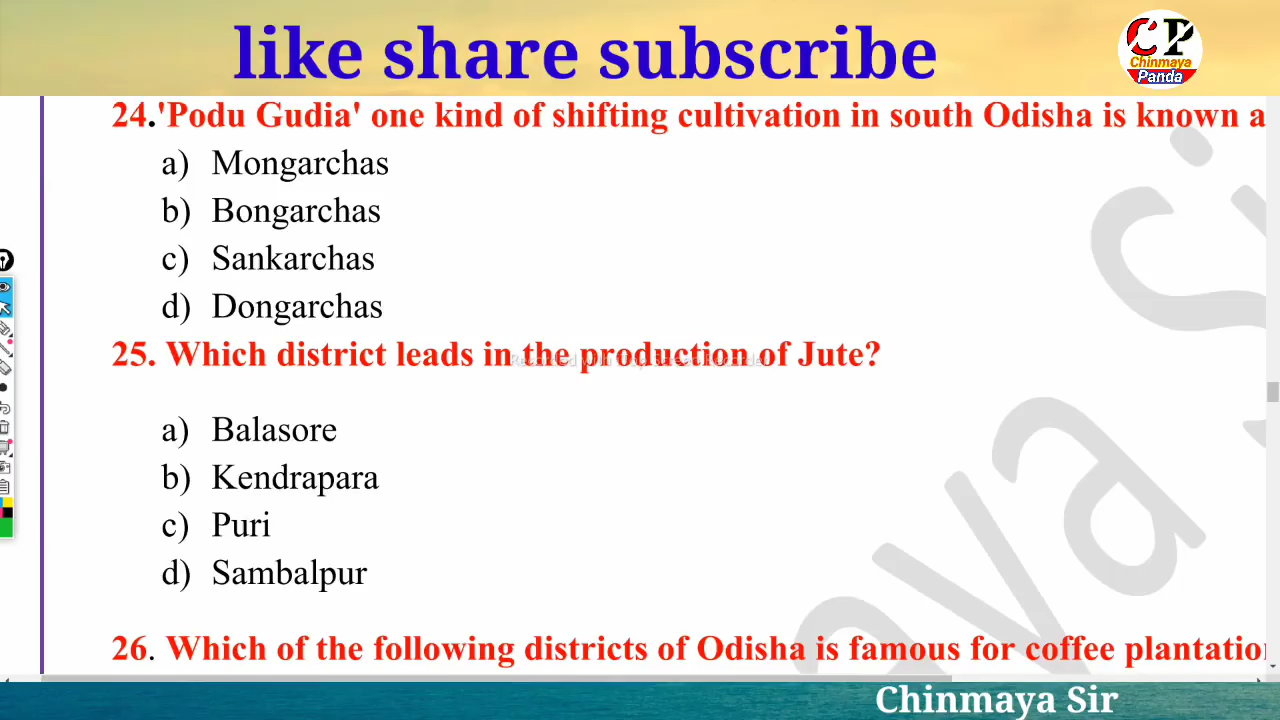 like share subscribe
CP
Chinmaya
Panda
24.'Podu Gudia' one kind of shifting cultivation in south Odisha is known a
a) Mongarchas
b) Bongarchas
c) Sankarchas
d) Dongarchas
25. Which district leads in the production of Jute?
a) Balasore
b) Kendrapara
c) Puri
d) Sambalpur
26. Which of the following districts of Odisha is famous for coffee plantation
Chinmaya Sir